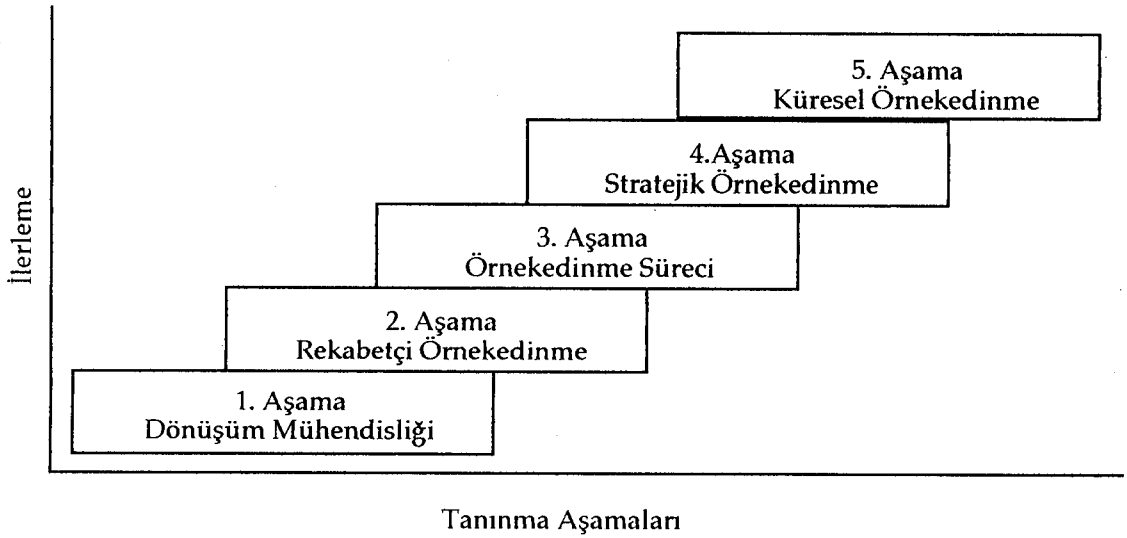 5. Aşama
Küresel Örnekedinme
4.Aşama
Stratejik Örnekedinme
3. Aşama
Örnekedinme Süreci
2. Aşama
Rekabetçi Örnekedinme
1. Aşama
Dönüşüm Mühendisliği
İlerleme
Tanınma Aşamaları